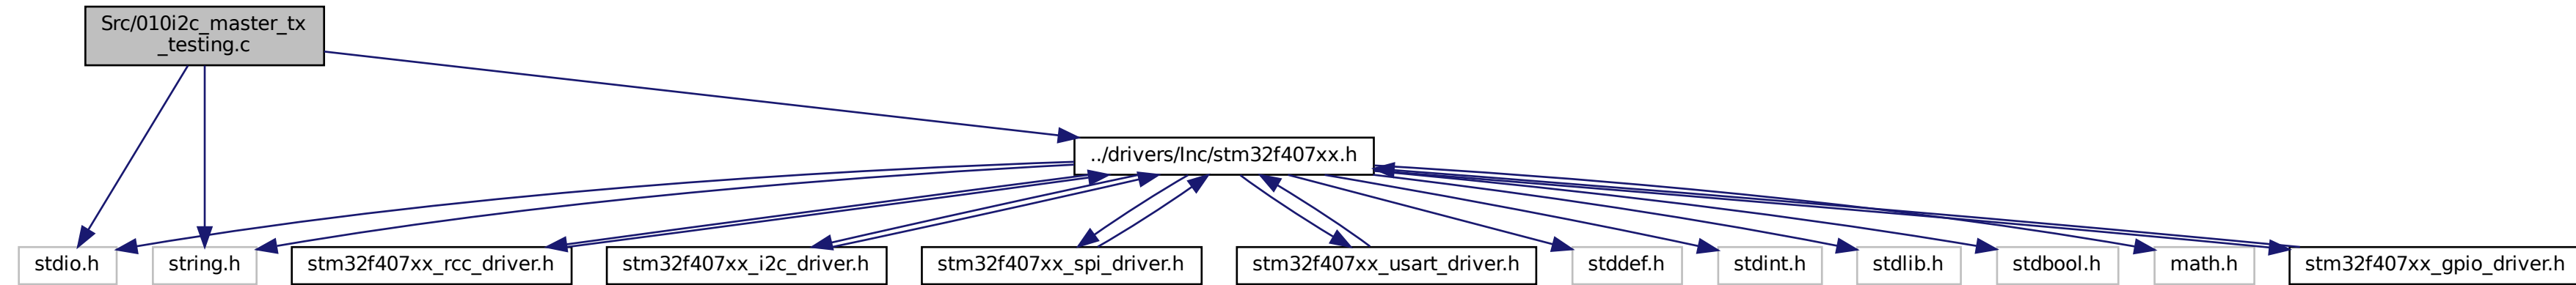 Src/010i2c_master_tx
_testing.c
../drivers/Inc/stm32f407xx.h
stdio.h
string.h
stm32f407xx_rcc_driver.h
stm32f407xx_i2c_driver.h
stm32f407xx_spi_driver.h
stm32f407xx_usart_driver.h
stddef.h
stdint.h
stdlib.h
stdbool.h
math.h
stm32f407xx_gpio_driver.h